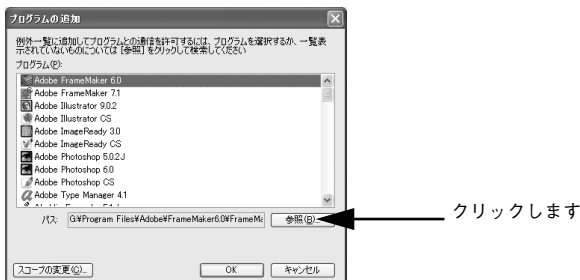 プログラムの追加
例外一覧に追加してプログラムとの通信を許可するには、プログラムを選択するか、一覧表
示されていないものについては [参照] をクリックして検索してください
プログラム(P):
Adobe FrameMaker 6.0
Adobe FrameMaker 7.1
Adobe Illustrator 9.0.2
Adobe Illustrator CS
Adobe ImageReady 3.0
Adobe ImageReady CS
Adobe Photoshop 5.0.2J
Adobe Photoshop 6.0
Adobe Photoshop CS
Adobe Type Manager 4.1
パス: G:¥Program Files¥Adobe¥FrameMaker6.0¥FrameMa
参照(B)...
クリックします
スコープの変更(C)...
OK
キャンセル